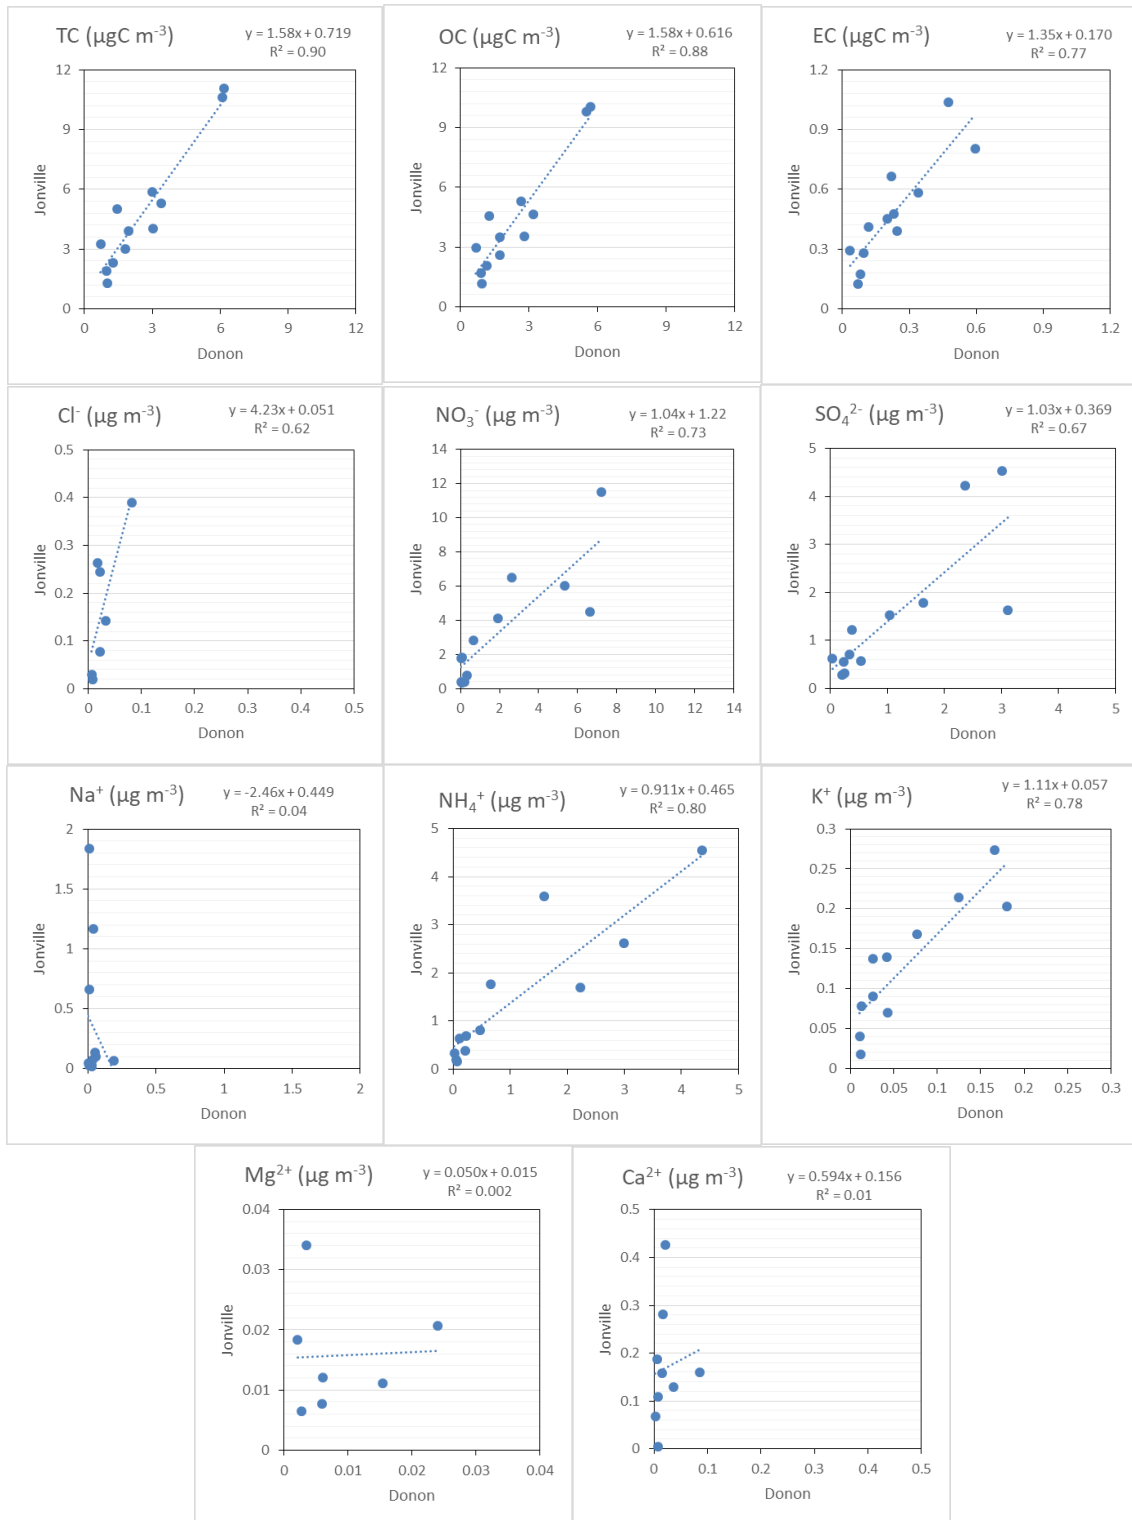 TC (µgC m⁻³)
y = 1.58x + 0.719
R² = 0.90
12
9
6
3
0
0 3 6 9 12
Jonville
Donon
OC (µgC m⁻³)
y = 1.58x + 0.616
R² = 0.88
12
9
6
3
0
0 3 6 9 12
Jonville
Donon
EC (µgC m⁻³)
y = 1.35x + 0.170
R² = 0.77
1.2
0.9
0.6
0.3
0
0 0.3 0.6 0.9 1.2
Jonville
Donon
Cl⁻ (µg m⁻³)
y = 4.23x + 0.051
R² = 0.62
0.5
0.4
0.3
0.2
0.1
0
0 0.1 0.2 0.3 0.4 0.5
Jonville
Donon
NO₃⁻ (µg m⁻³)
y = 1.04x + 1.22
R² = 0.73
14
12
10
8
6
4
2
0
0 2 4 6 8 10 12 14
Jonville
Donon
SO₄²⁻ (µg m⁻³)
y = 1.03x + 0.369
R² = 0.67
5
4
3
2
1
0
0 1 2 3 4 5
Jonville
Donon
Na⁺ (µg m⁻³)
y = -2.46x + 0.449
R² = 0.04
2
1.5
1
0.5
0
0 0.5 1 1.5 2
Jonville
Donon
NH₄⁺ (µg m⁻³)
y = 0.911x + 0.465
R² = 0.80
5
4
3
2
1
0
0 1 2 3 4 5
Jonville
Donon
K⁺ (µg m⁻³)
y = 1.11x + 0.057
R² = 0.78
0.3
0.25
0.2
0.15
0.1
0.05
0
0 0.05 0.1 0.15 0.2 0.25 0.3
Jonville
Donon
Mg²⁺ (µg m⁻³)
y = 0.050x + 0.015
R² = 0.002
0.04
0.03
0.02
0.01
0
0 0.01 0.02 0.03 0.04
Jonville
Donon
Ca²⁺ (µg m⁻³)
y = 0.594x + 0.156
R² = 0.01
0.5
0.4
0.3
0.2
0.1
0
0 0.1 0.2 0.3 0.4 0.5
Jonville
Donon